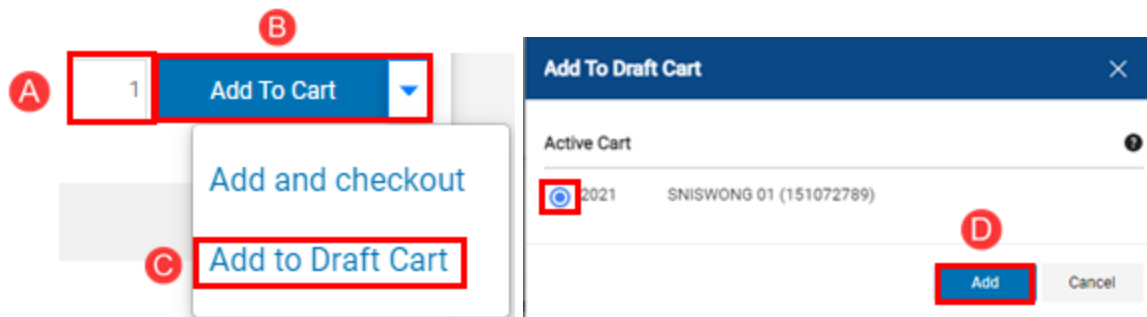 B
A
1 Add To Cart
Add and checkout
C
Add to Draft Cart
Add To Draft Cart
Active Cart
?
2021 SNISWONG 01 (151072789)
D
Add Cancel